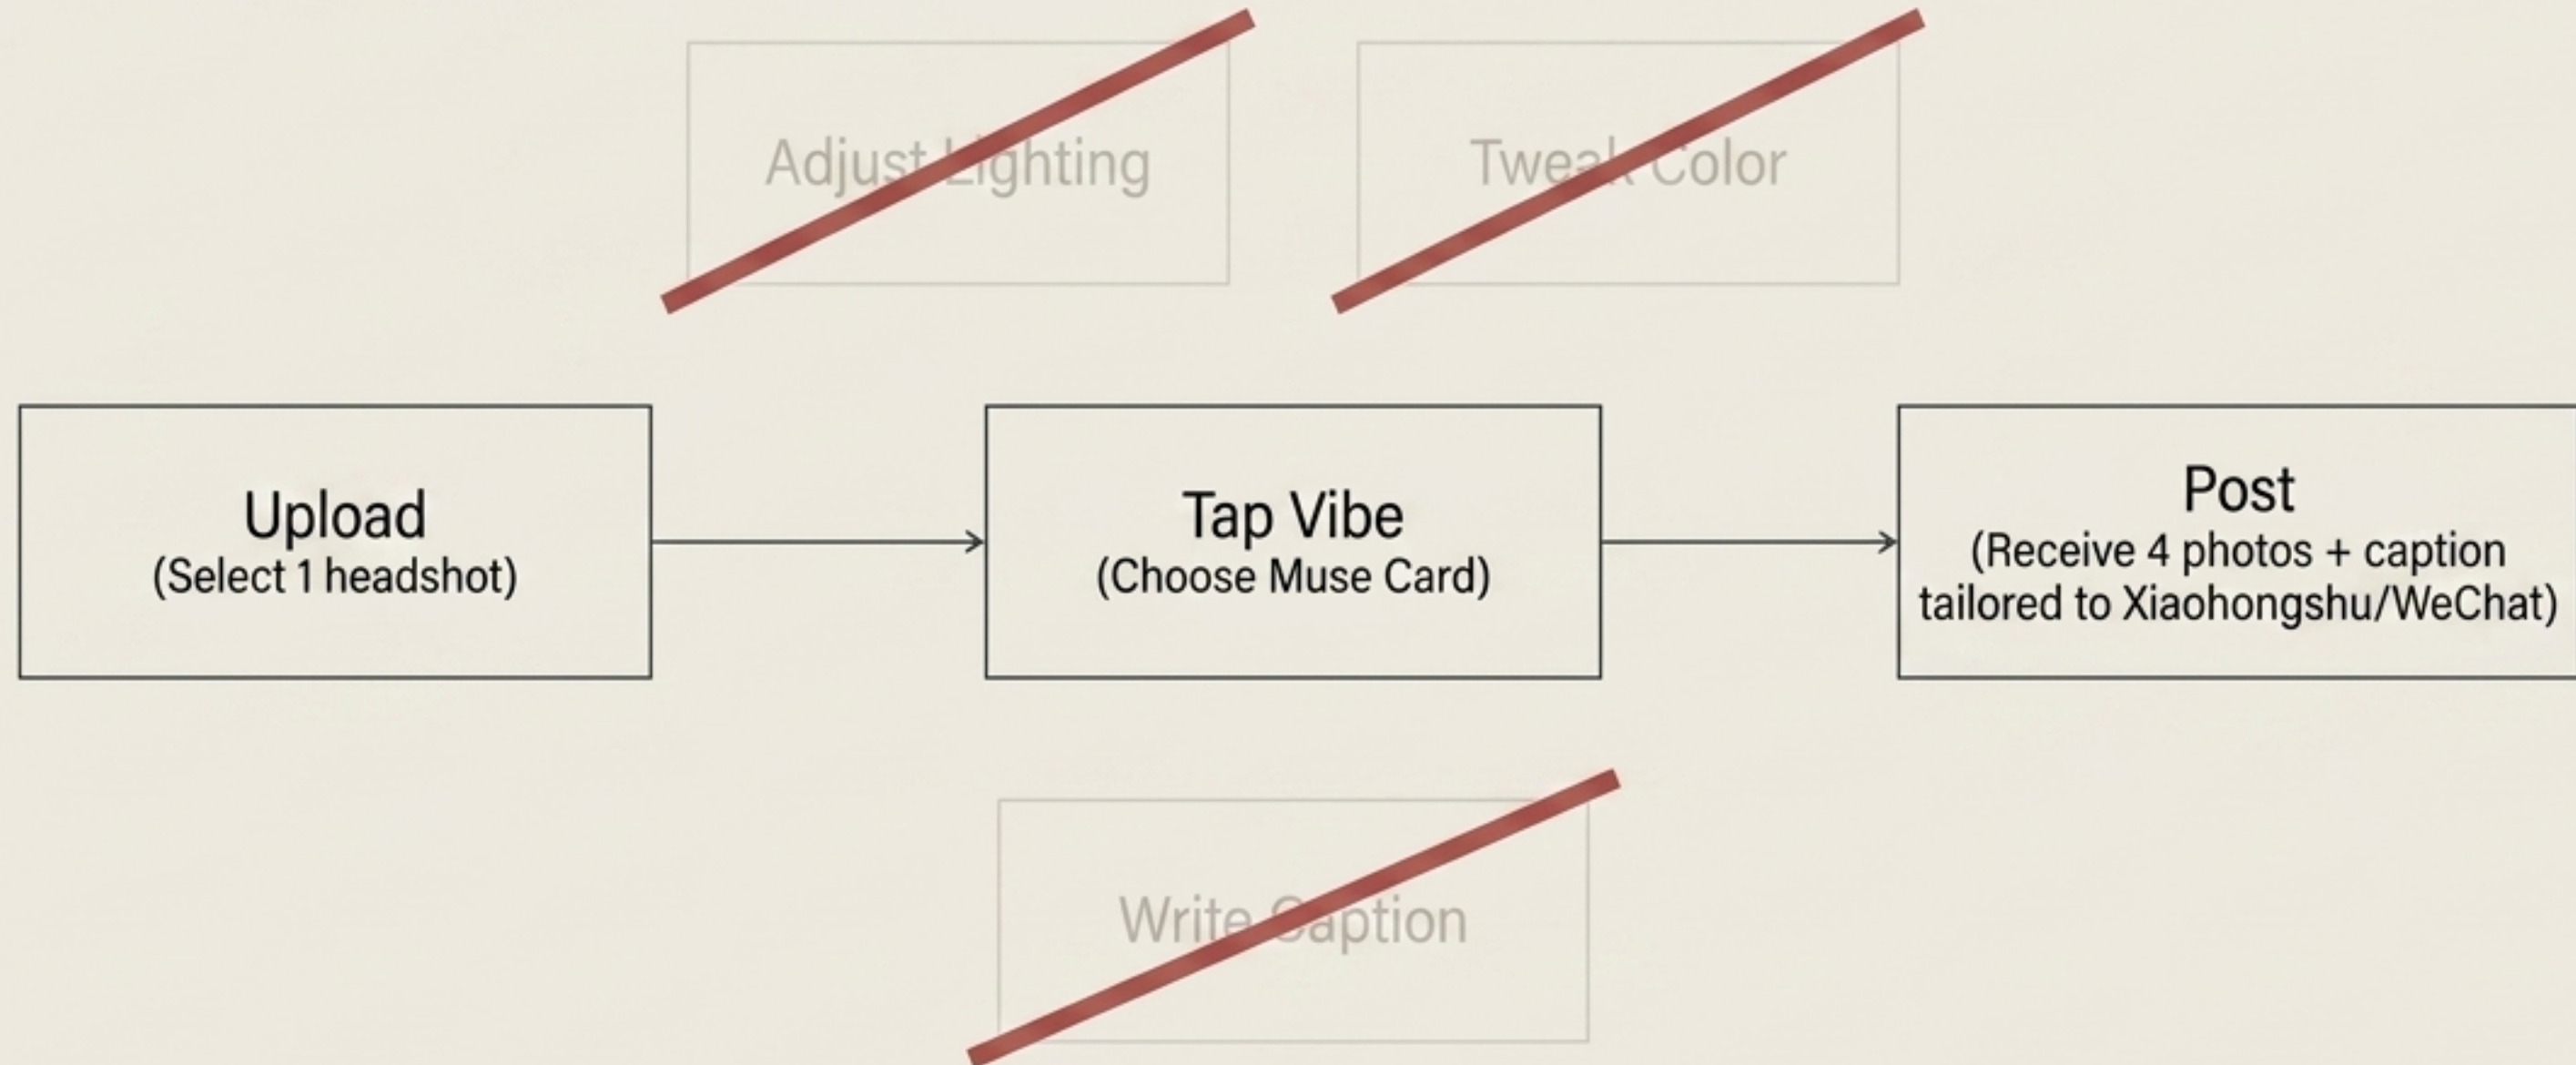 Adjust Lighting
Tweak Color
Upload
(Select 1 headshot)
Tap Vibe
(Choose Muse Card)
Post
(Receive 4 photos + caption
tailored to Xiaohongshu/WeChat)
Write Caption